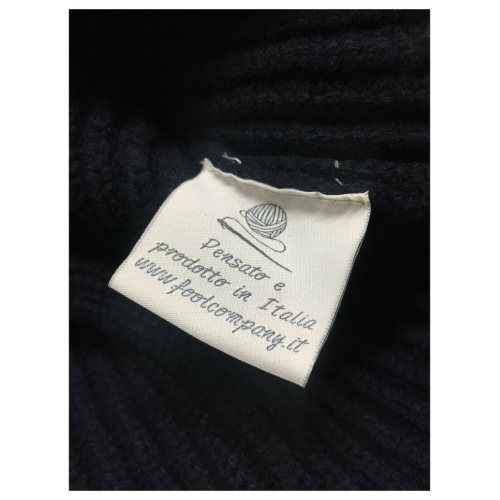 Pensato e
prodotto in Italia
www.foolcompany.it